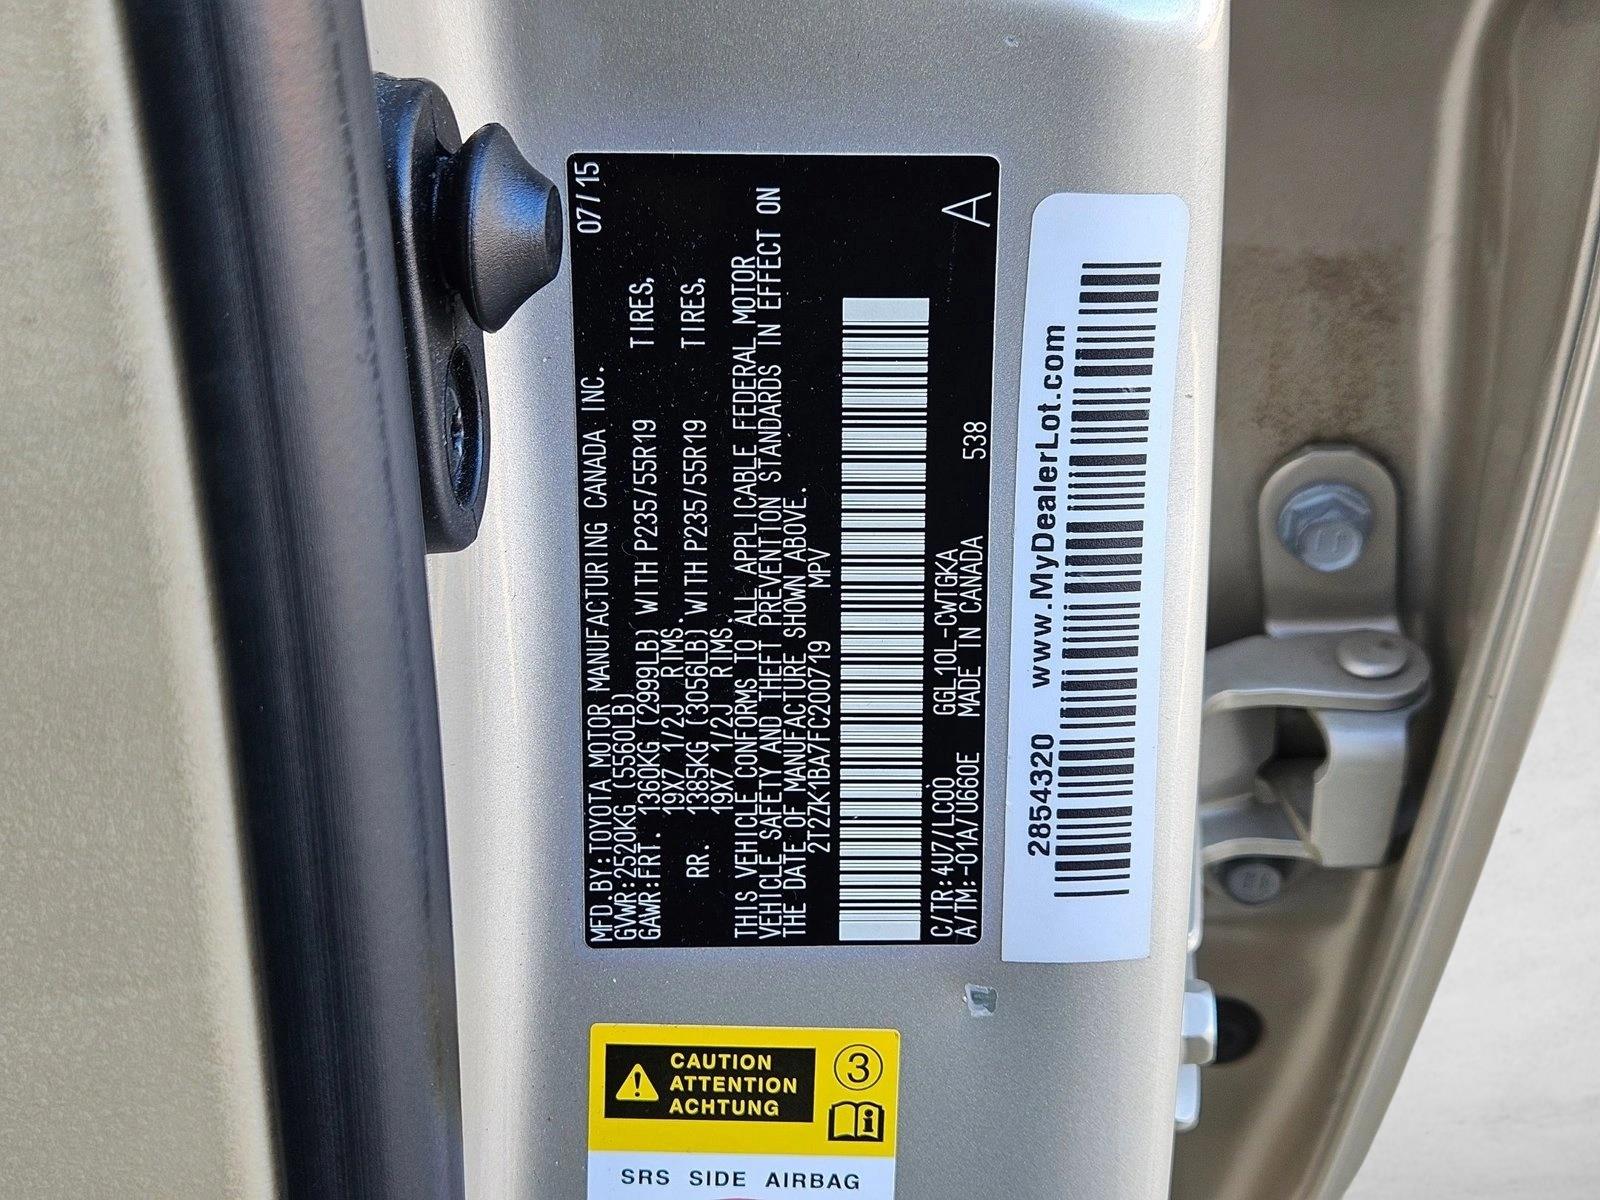 MFD.BY:TOYOTA MOTOR MANUFACTURING CANADA INC. 07/15
GVWR:2520KG (5560LB)
GAWR:FRT. 1360KG (2999LB) WITH P235/55R19 TIRES,
19X7 1/2J RIMS.
RR. 1385KG (3056LB) WITH P235/55R19 TIRES,
19X7 1/2J RIMS.
THIS VEHICLE CONFORMS TO ALL APPLICABLE FEDERAL MOTOR
VEHICLE SAFETY AND THEFT PREVENTION STANDARDS IN EFFECT ON
THE DATE OF MANUFACTURE SHOWN ABOVE.
2T2ZK1BA7FC200719 MPV
C/TR:4U7/LC00 GGL10L-CWTGKA 538
A/TM:-01A/U660E MADE IN CANADA
A
2854320 www.MyDealerLot.com
CAUTION
ATTENTION
ACHTUNG
3
i
SRS SIDE AIRBAG